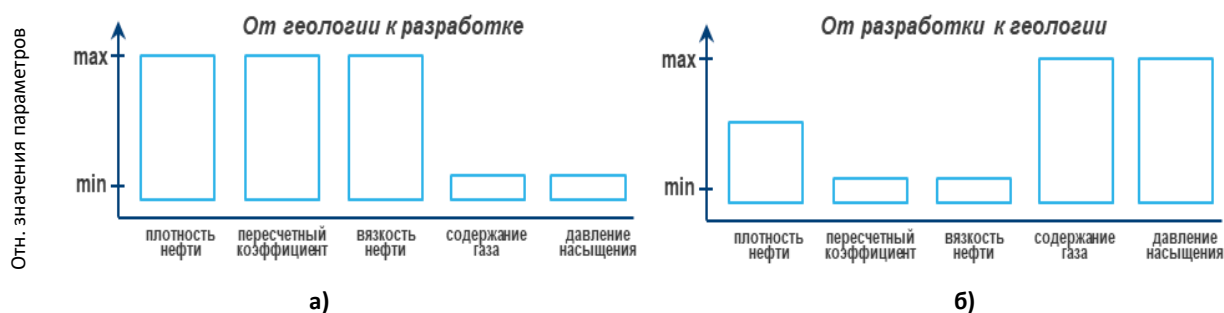 Отн. значения параметров
От геологии к разработке
max
min
плотность
нефти
пересчетный
коэффициент
вязкость
нефти
содержание
газа
давление
насыщения
а)
От разработки к геологии
max
min
плотность
нефти
пересчетный
коэффициент
вязкость
нефти
содержание
газа
давление
насыщения
б)